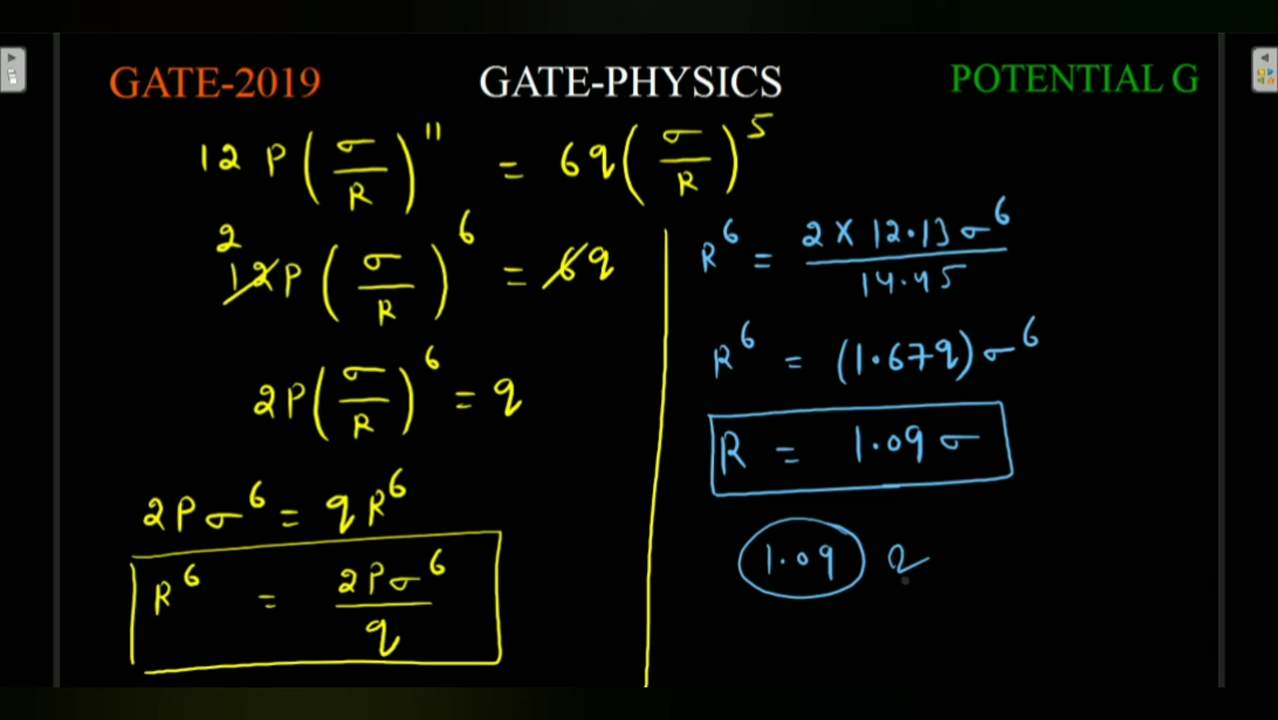 GATE-2019 GATE-PHYSICS POTENTIAL G
12 P (σ/R)^11 = 6q (σ/R)^5
2
12P (σ/R)^6 = 6q
2P (σ/R)^6 = q
2Pσ^6 = qR^6
R^6 = 2Pσ^6/q
R^6 = 2 X 12.13 σ^6/14.45
R^6 = (1.679) σ^6
R = 1.09 σ
1.09